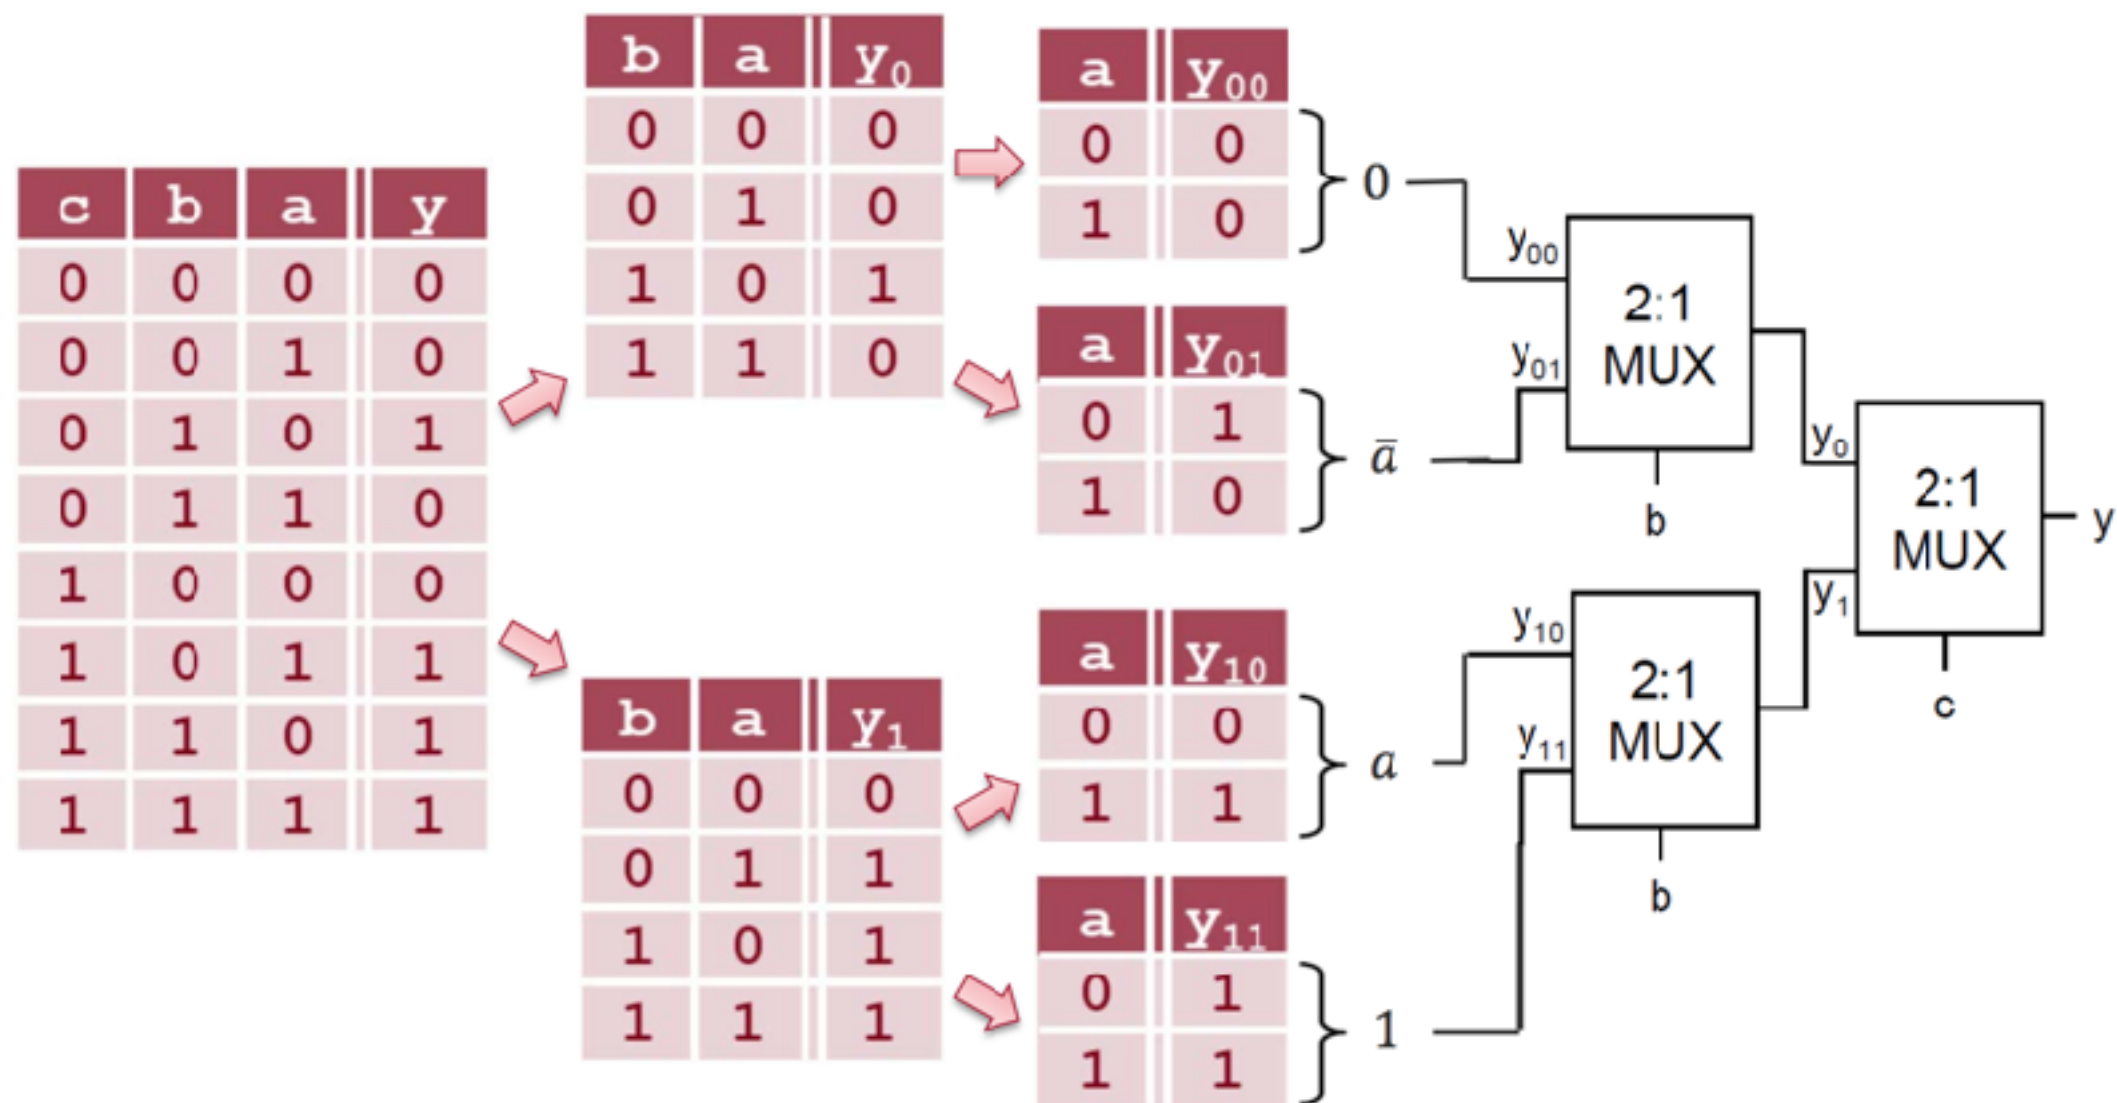 c b a y
0 0 0 0
0 0 1 0
0 1 0 1
0 1 1 0
1 0 0 0
1 0 1 1
1 1 0 1
1 1 1 1
b a y₀
0 0 0
0 1 0
1 0 1
1 1 0
b a y₁
0 0 0
0 1 1
1 0 1
1 1 1
a y₀₀
0 0
1 0
0
a y₀₁
0 1
1 0
a̅
a y₁₀
0 0
1 1
a
a y₁₁
0 1
1 1
1
y₀₀
y₀₁
2:1
MUX
b
y₁₀
y₁₁
2:1
MUX
b
y₀
y₁
2:1
MUX
c
y